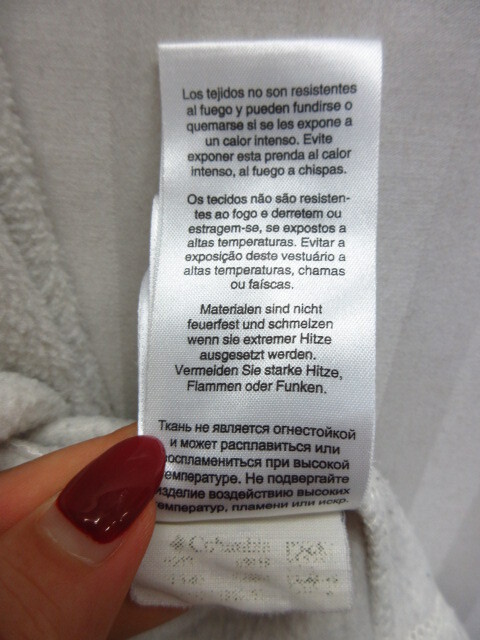 Los tejidos no son resistentes
al fuego y pueden fundirse o
quemarse si se les expone a
un calor intenso. Evite
exponer esta prenda al calor
intenso, al fuego a chispas.
Os tecidos não são resisten-
tes ao fogo e derretem ou
estragem-se, se expostos a
altas temperaturas. Evitar a
exposição deste vestuário a
altas temperaturas, chamas
ou faíscas.
Materialen sind nicht
feuerfest und schmelzen
wenn sie extremer Hitze
ausgesetzt werden.
Vermeiden Sie starke Hitze,
Flammen oder Funken.
Ткань не является огнестойкой
и может расплавиться или
воспламениться при высокой
температуре. Не подвергайте
изделие воздействию высоких
температур, пламени или искр.
Columbia